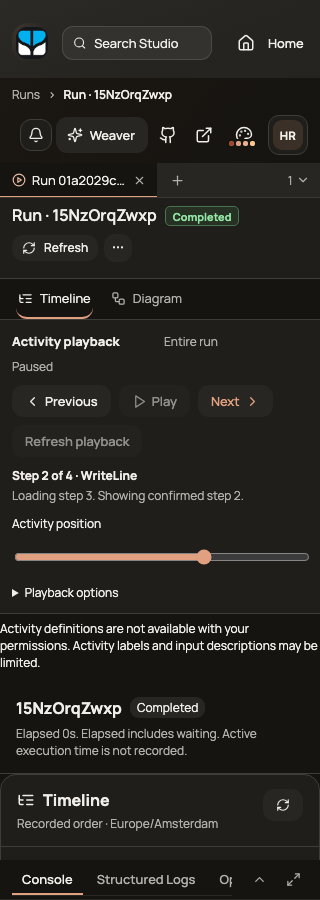 Search Studio
Home
Runs › Run · 15NzOrqZwxp
Weaver
HR
Run 01a2029c...
1
Run · 15NzOrqZwxp
Completed
Refresh
Timeline
Diagram
Activity playback
Entire run
Paused
Previous
Play
Next
Refresh playback
Step 2 of 4 · WriteLine
Loading step 3. Showing confirmed step 2.
Activity position
Playback options
Activity definitions are not available with your
permissions. Activity labels and input descriptions may be
limited.
15NzOrqZwxp
Completed
Elapsed 0s. Elapsed includes waiting. Active
execution time is not recorded.
Timeline
Recorded order · Europe/Amsterdam
Console
Structured Logs